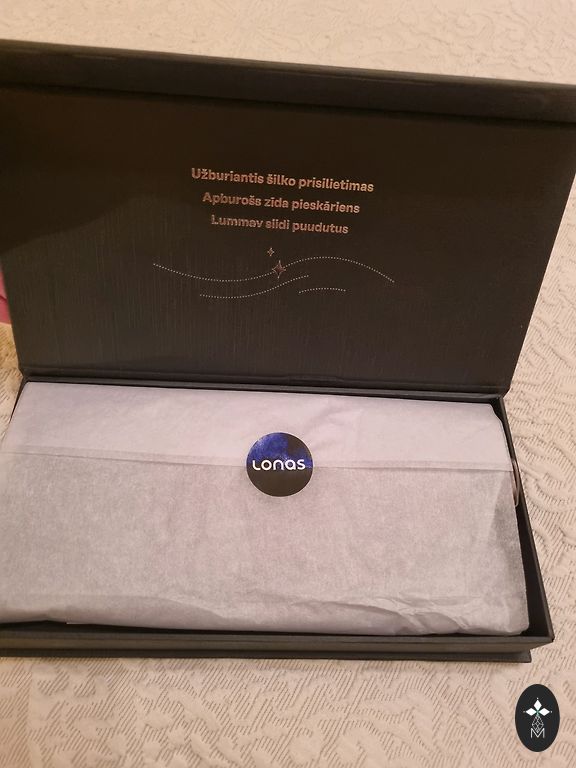 Užburiantis šilko prisilietimas
Apburošs zīda pieskāriens
Lummav siidi puudutus
Lonas
M